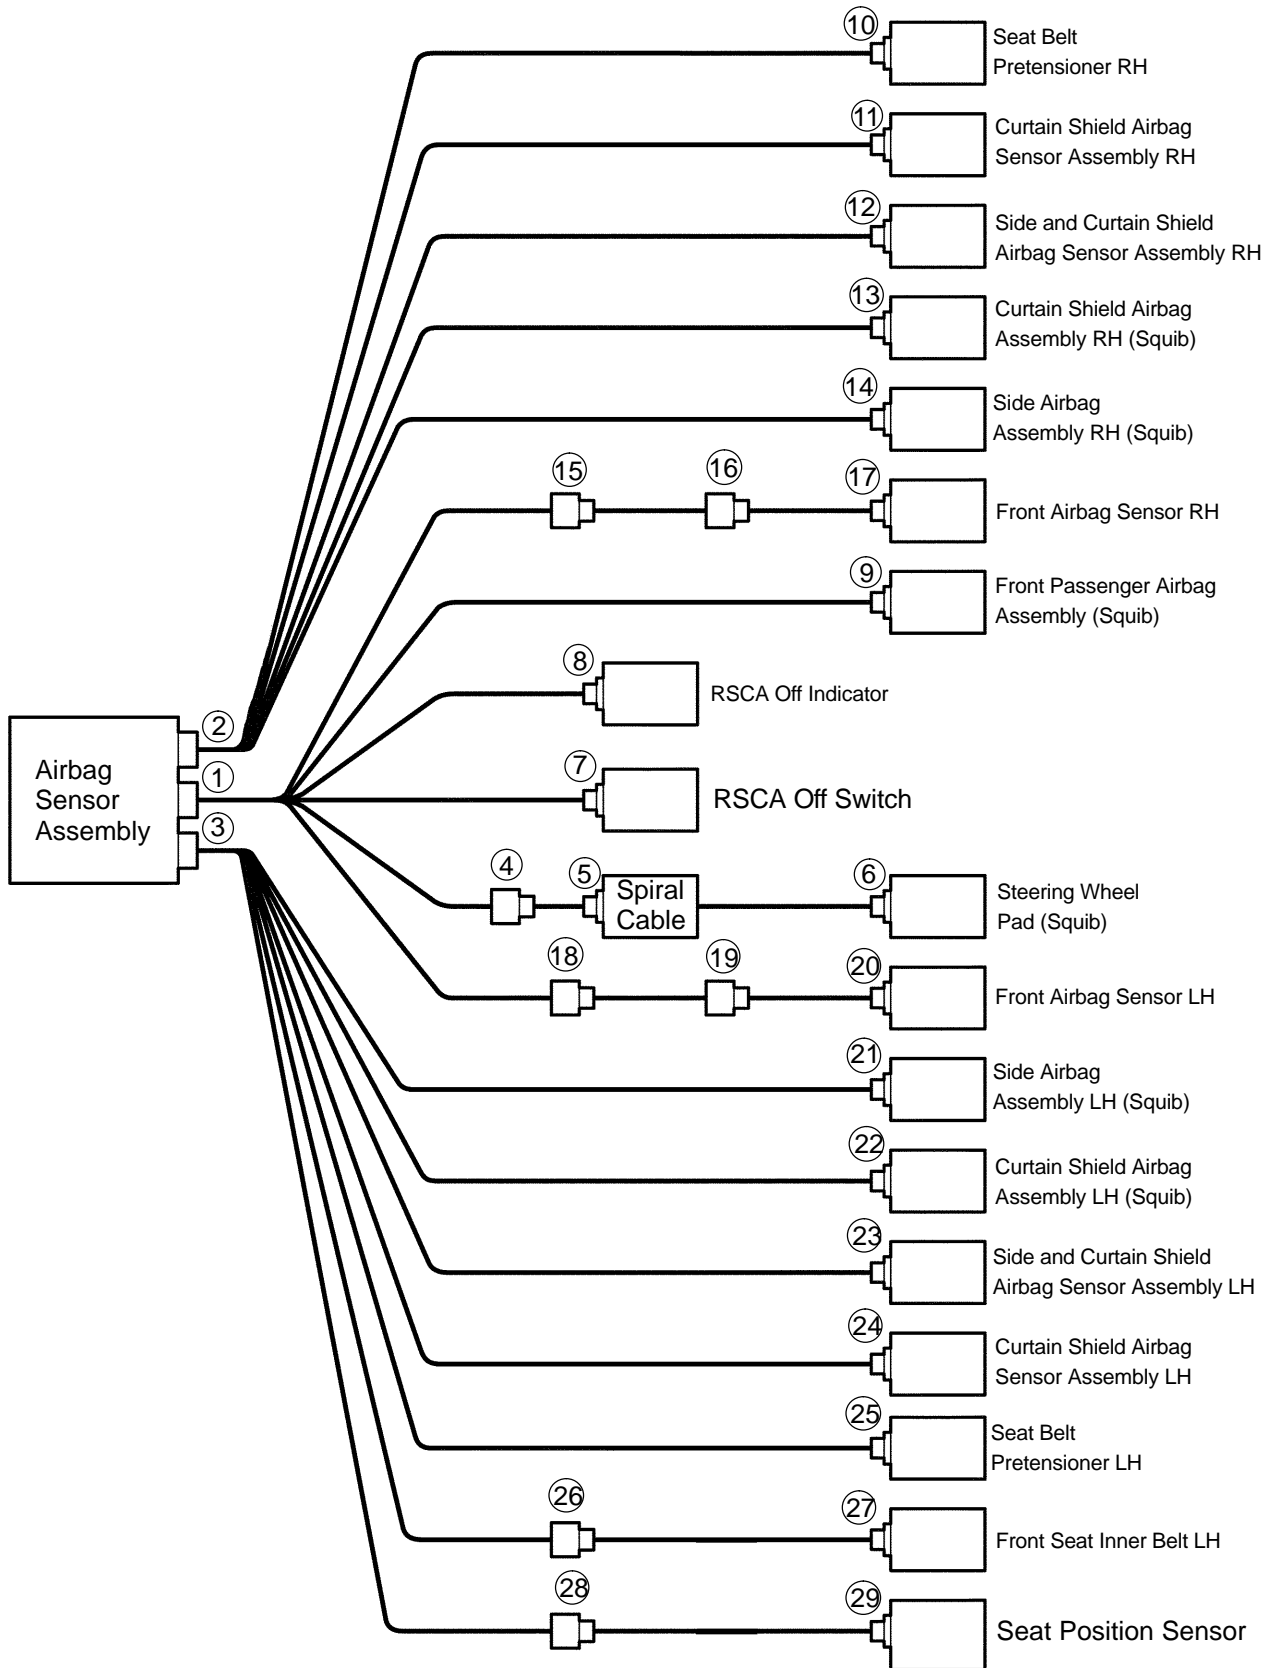 10
Seat Belt
Pretensioner RH
11
Curtain Shield Airbag
Sensor Assembly RH
12
Side and Curtain Shield
Airbag Sensor Assembly RH
13
Curtain Shield Airbag
Assembly RH (Squib)
14
Side Airbag
Assembly RH (Squib)
15
16
17
Front Airbag Sensor RH
9
Front Passenger Airbag
Assembly (Squib)
8
RSCA Off Indicator
2
1
3
Airbag
Sensor
Assembly
7
RSCA Off Switch
4
5
Spiral
Cable
6
Steering Wheel
Pad (Squib)
18
19
20
Front Airbag Sensor LH
21
Side Airbag
Assembly LH (Squib)
22
Curtain Shield Airbag
Assembly LH (Squib)
23
Side and Curtain Shield
Airbag Sensor Assembly LH
24
Curtain Shield Airbag
Sensor Assembly LH
25
Seat Belt
Pretensioner LH
26
27
Front Seat Inner Belt LH
28
29
Seat Position Sensor